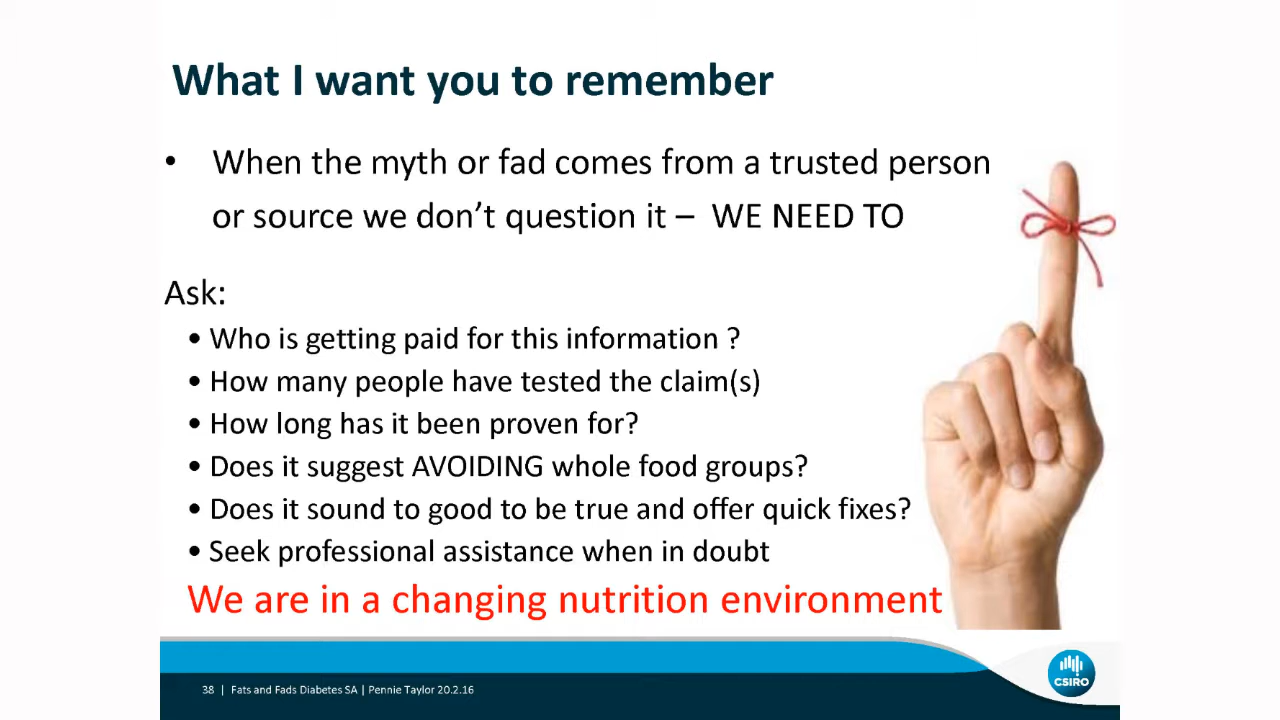 What I want you to remember
• When the myth or fad comes from a trusted person
or source we don't question it – WE NEED TO
Ask:
• Who is getting paid for this information ?
• How many people have tested the claim(s)
• How long has it been proven for?
• Does it suggest AVOIDING whole food groups?
• Does it sound to good to be true and offer quick fixes?
• Seek professional assistance when in doubt
We are in a changing nutrition environment
38 | Fats and Fads Diabetes SA | Pennie Taylor 20.2.16
CSIRO